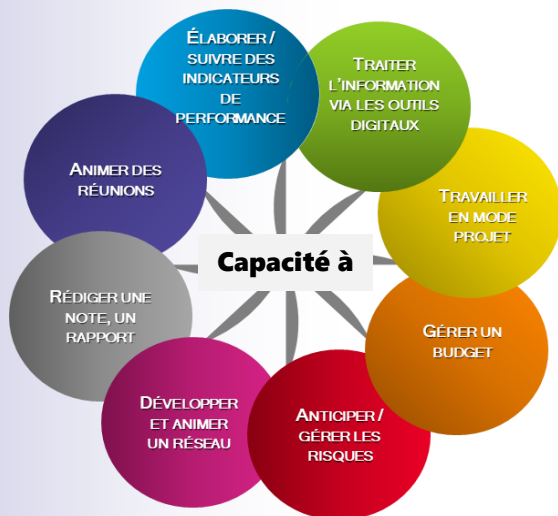 Élaborer /
suivre des
indicateurs
de
performance
Traiter
l'information
via les outils
digitaux
Travailler
en mode
projet
Gérer un
budget
Anticiper /
gérer les
risques
Développer
et animer
un réseau
Rédiger une
note, un
rapport
Animer des
réunions
Capacité à